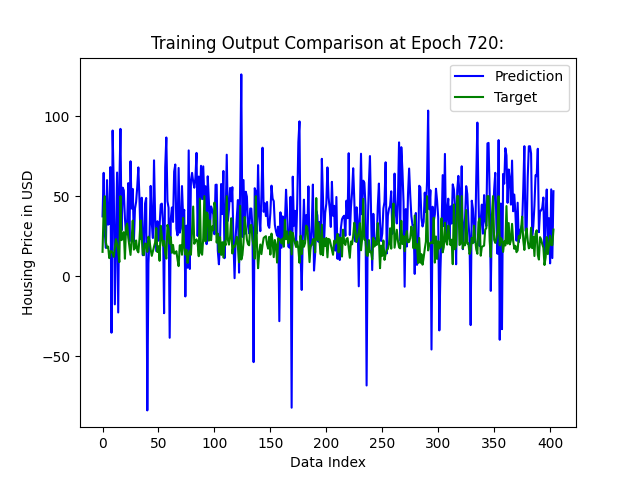 Training Output Comparison at Epoch 720:
Prediction
Target
Housing Price in USD
100
50
0
−50
0 50 100 150 200 250 300 350 400
Data Index